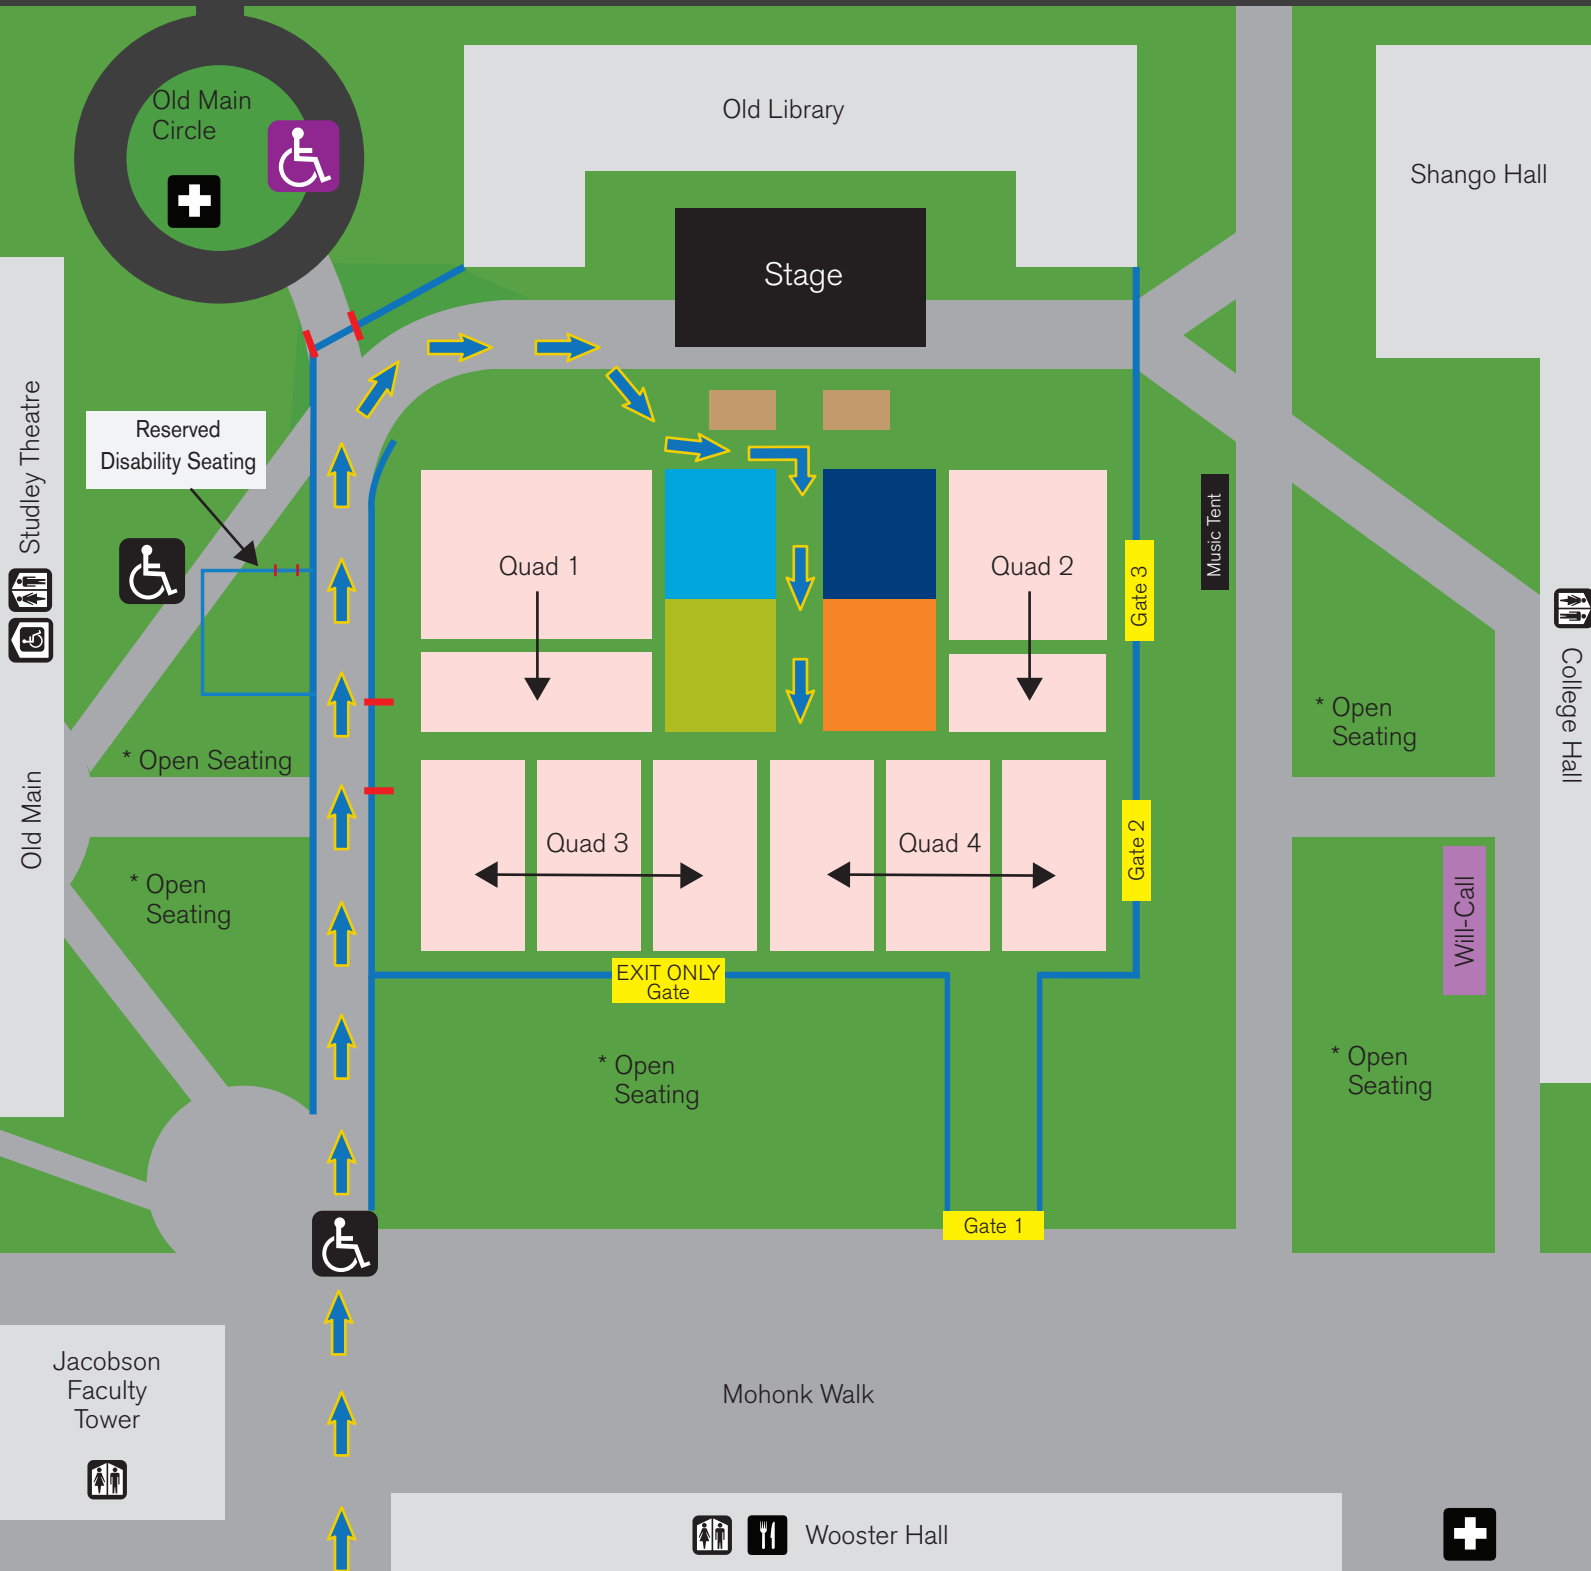 Old Main
Circle
Old Library
Shango Hall
Stage
Studley Theatre
Reserved
Disability Seating
Music Tent
Quad 1
Quad 2
Gate 3
College Hall
* Open
Seating
* Open Seating
Old Main
Quad 3
Quad 4
Gate 2
* Open
Seating
Will-Call
EXIT ONLY
Gate
* Open
Seating
* Open
Seating
Gate 1
Jacobson
Faculty
Tower
Mohonk Walk
Wooster Hall